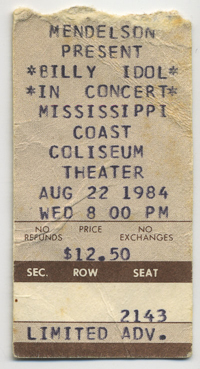 MENDELSON
PRESENT
*BILLY IDOL*
*IN CONCERT*
MISSISSIPPI
COAST
COLISEUM
THEATER
AUG 22 1984
WED 8 00 PM
NO REFUNDS PRICE NO EXCHANGES
$12.50
SEC. ROW SEAT
2143
LIMITED ADV.